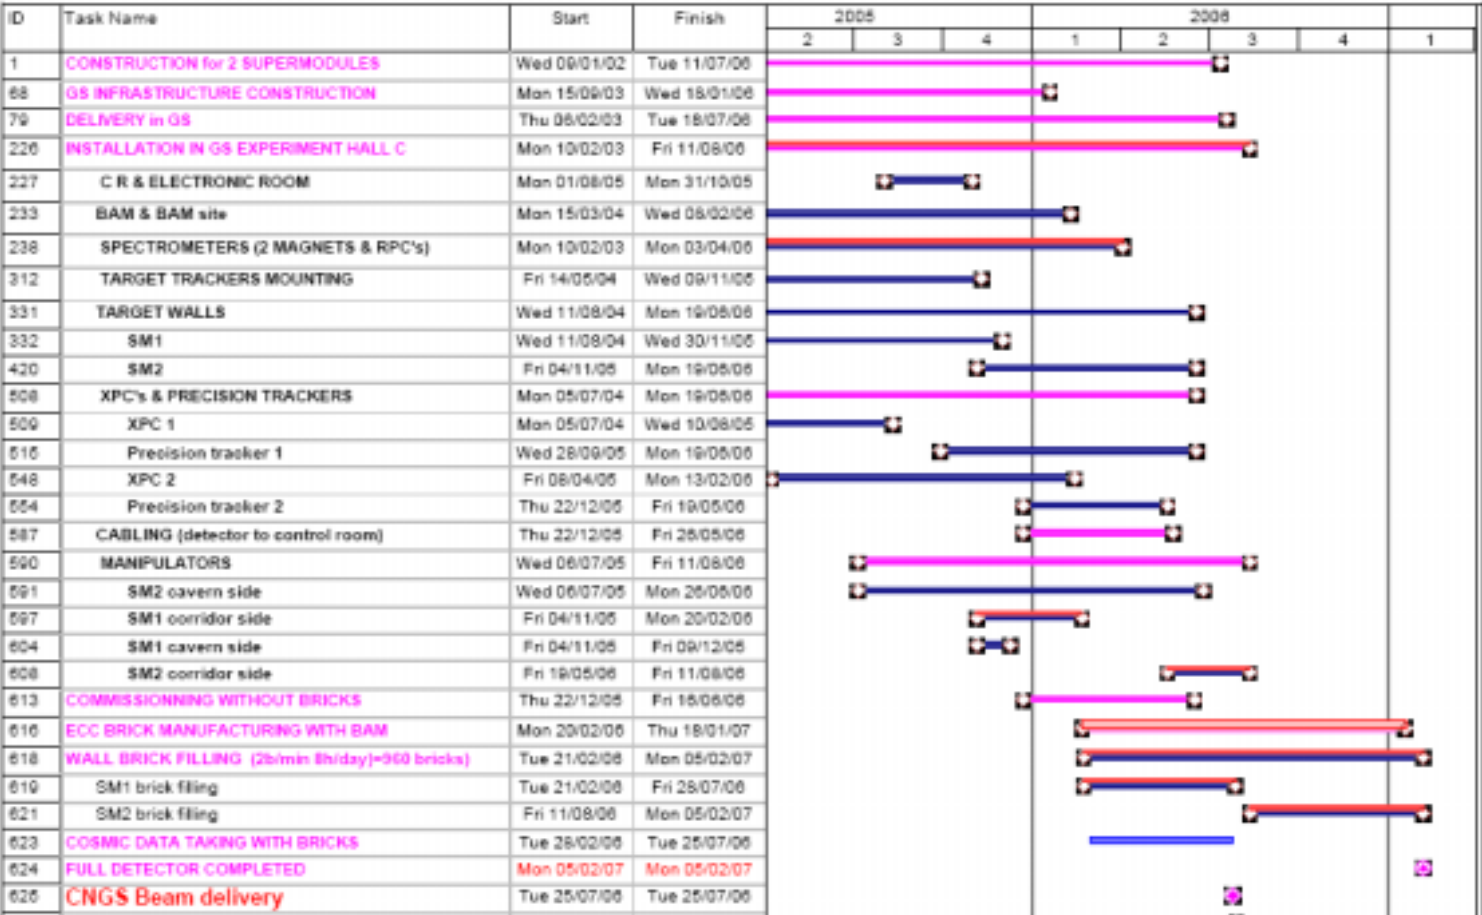 ID Task Name Start Finish 2005 2006
2 3 4 1 2 3 4 1
1 CONSTRUCTION for 2 SUPERMODULES Wed 09/01/02 Tue 11/07/06
68 GS INFRASTRUCTURE CONSTRUCTION Mon 15/09/03 Wed 18/01/06
79 DELIVERY in GS Thu 06/02/03 Tue 18/07/06
226 INSTALLATION IN GS EXPERIMENT HALL C Mon 10/02/03 Fri 11/08/06
227 C R & ELECTRONIC ROOM Mon 01/08/05 Mon 31/10/05
233 BAM & BAM site Mon 15/03/04 Wed 08/02/06
238 SPECTROMETERS (2 MAGNETS & RPC's) Mon 10/02/03 Mon 03/04/06
312 TARGET TRACKERS MOUNTING Fri 14/05/04 Wed 09/11/05
331 TARGET WALLS Wed 11/08/04 Mon 19/06/06
332 SM1 Wed 11/08/04 Wed 30/11/05
420 SM2 Fri 04/11/05 Mon 19/06/06
508 XPC's & PRECISION TRACKERS Mon 05/07/04 Mon 19/06/06
509 XPC 1 Mon 05/07/04 Wed 10/08/05
515 Precision tracker 1 Wed 28/09/05 Mon 19/06/06
548 XPC 2 Fri 08/04/05 Mon 13/02/06
554 Precision tracker 2 Thu 22/12/05 Fri 19/05/06
587 CABLING (detector to control room) Thu 22/12/05 Fri 26/05/06
590 MANIPULATORS Wed 06/07/05 Fri 11/08/06
591 SM2 cavern side Wed 06/07/05 Mon 26/06/06
597 SM1 corridor side Fri 04/11/05 Mon 20/02/06
604 SM1 cavern side Fri 04/11/05 Fri 09/12/05
608 SM2 corridor side Fri 19/05/06 Fri 11/08/06
613 COMMISSIONNING WITHOUT BRICKS Thu 22/12/05 Fri 16/06/06
616 ECC BRICK MANUFACTURING WITH BAM Mon 20/02/06 Thu 18/01/07
618 WALL BRICK FILLING (2b/min 8h/day)=960 bricks) Tue 21/02/06 Mon 05/02/07
619 SM1 brick filling Tue 21/02/06 Fri 28/07/06
621 SM2 brick filling Fri 11/08/06 Mon 05/02/07
623 COSMIC DATA TAKING WITH BRICKS Tue 28/02/06 Tue 25/07/06
624 FULL DETECTOR COMPLETED Mon 05/02/07 Mon 05/02/07
625 CNGS Beam delivery Tue 25/07/06 Tue 25/07/06